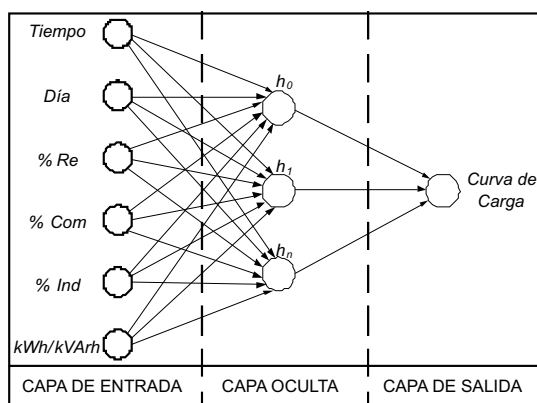 Tiempo
Día
% Re
% Com
% Ind
kWh/kVArh
h0
h1
hn
Curva de
Carga
CAPA DE ENTRADA
CAPA OCULTA
CAPA DE SALIDA